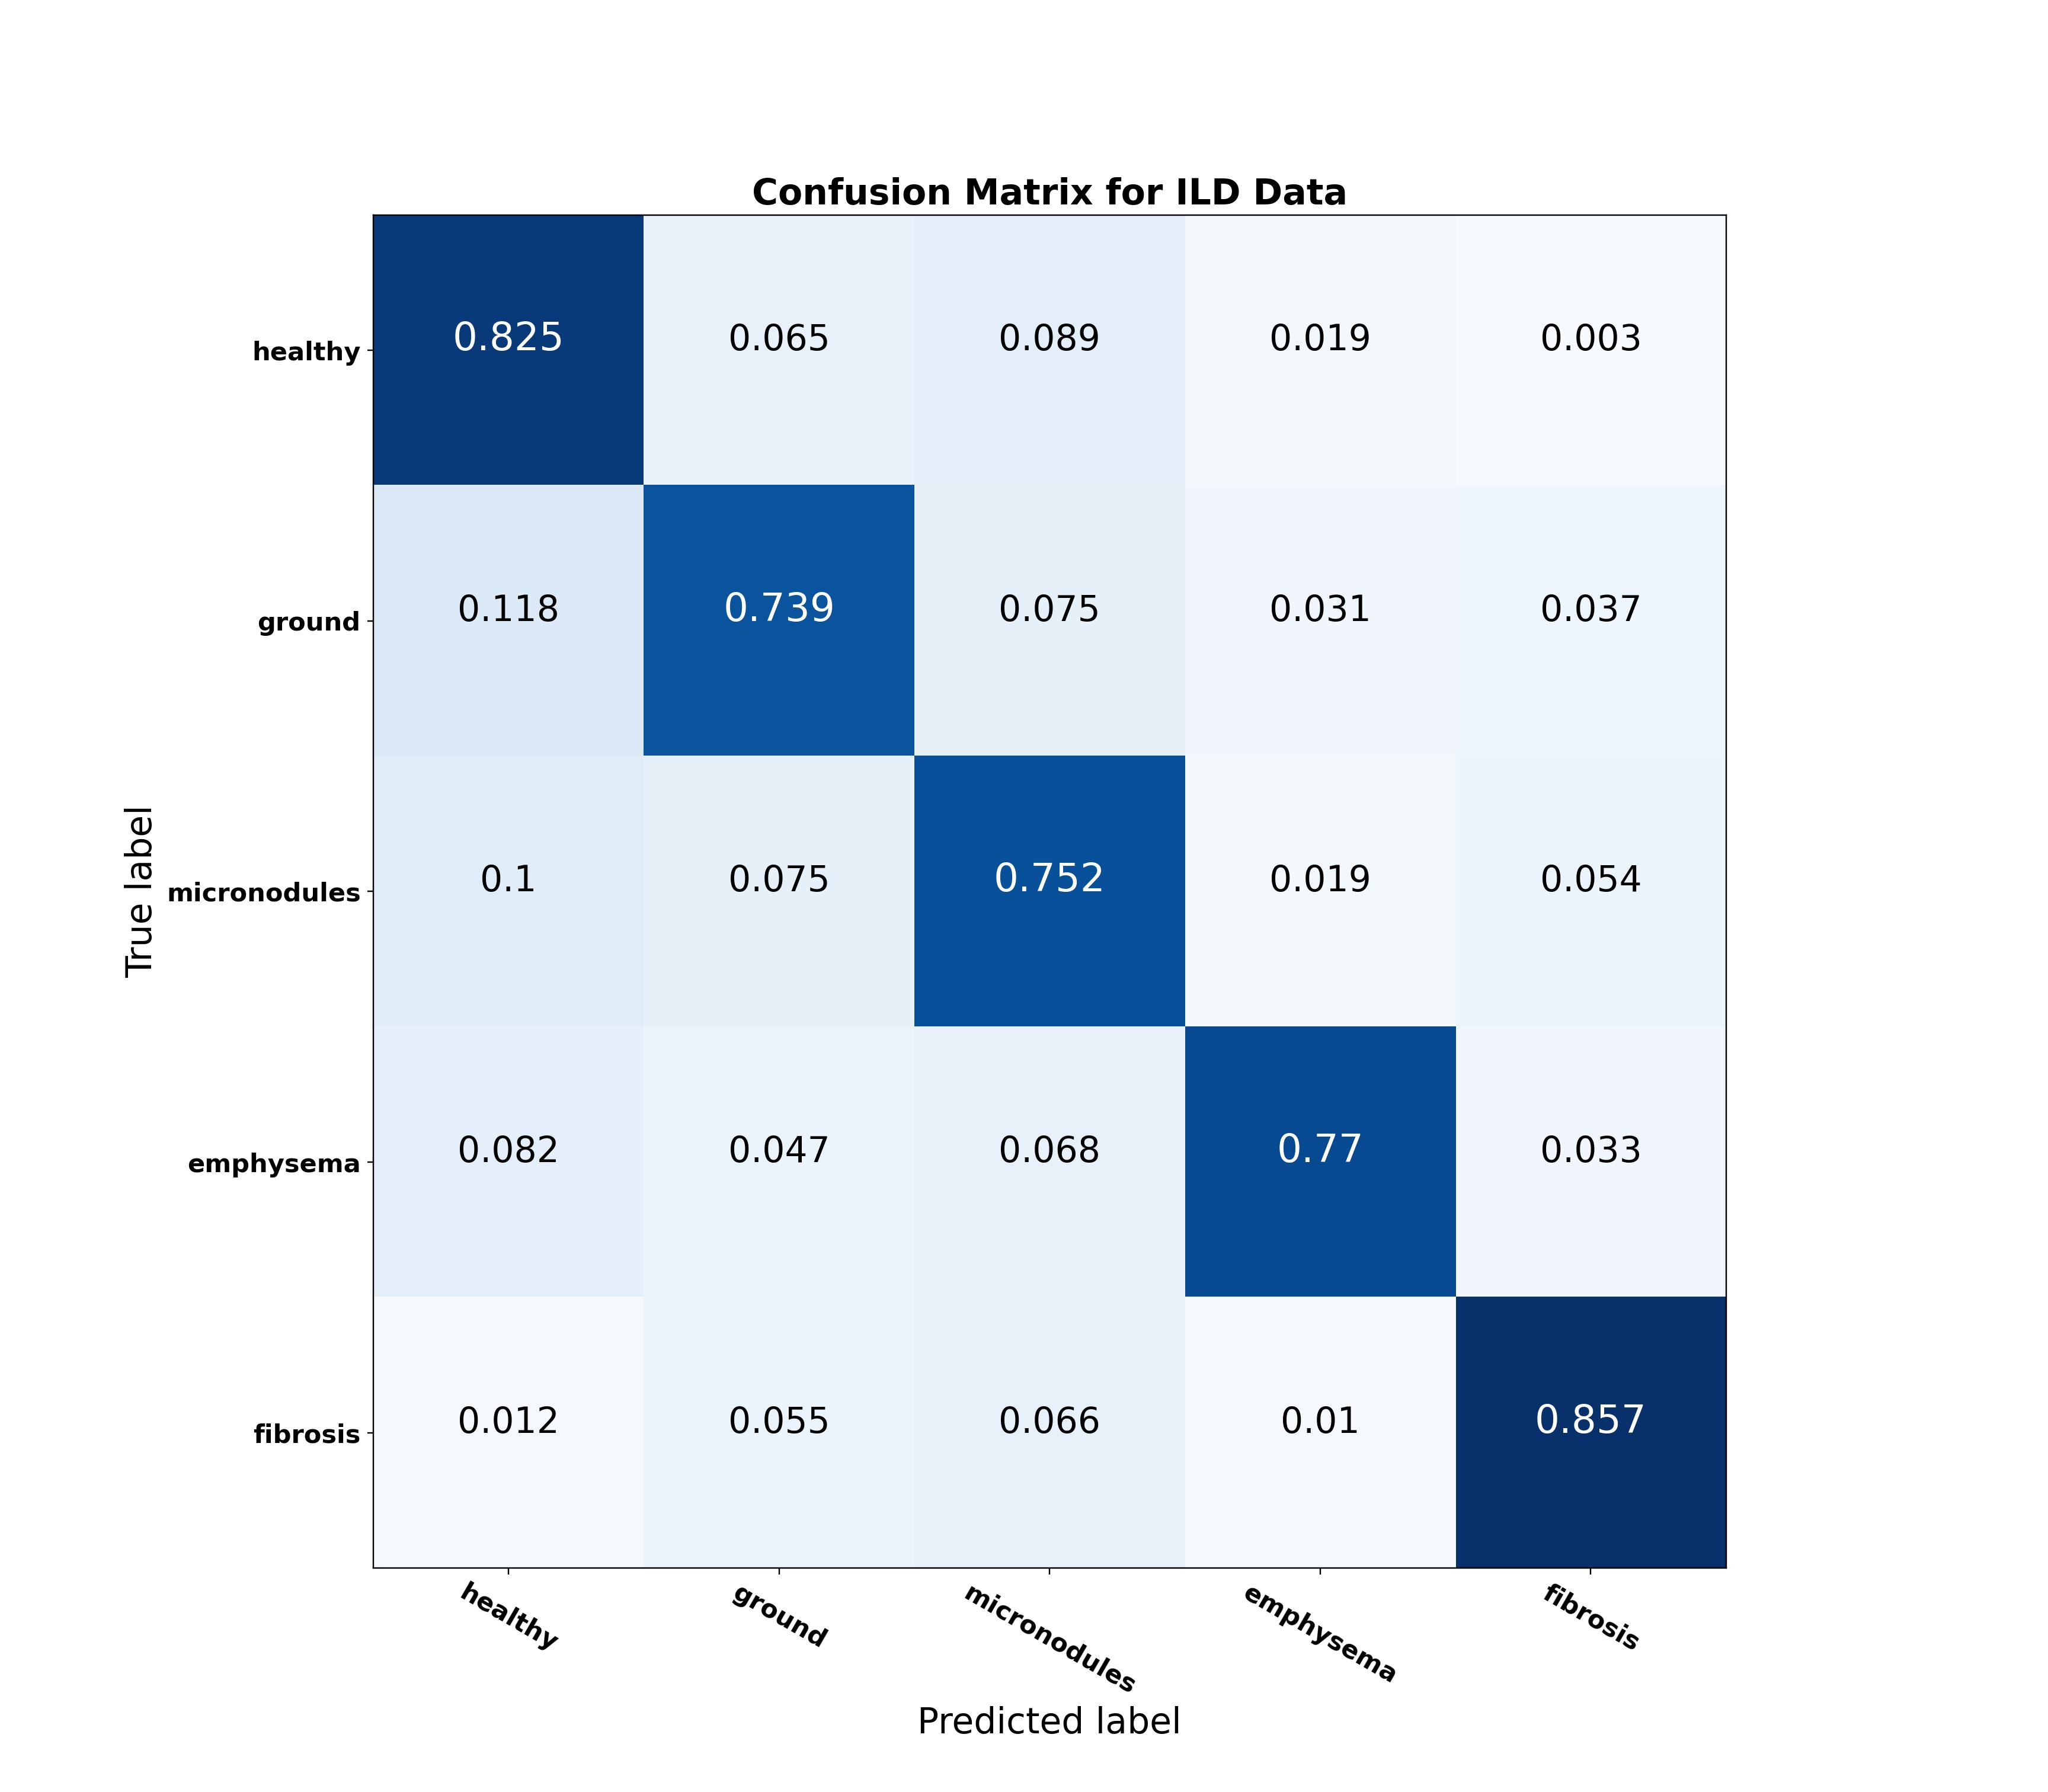 Confusion Matrix for ILD Data
healthy 0.825 0.065 0.089 0.019 0.003
ground 0.118 0.739 0.075 0.031 0.037
True label
micronodules 0.1 0.075 0.752 0.019 0.054
emphysema 0.082 0.047 0.068 0.77 0.033
fibrosis 0.012 0.055 0.066 0.01 0.857
healthy ground micronodules emphysema fibrosis
Predicted label